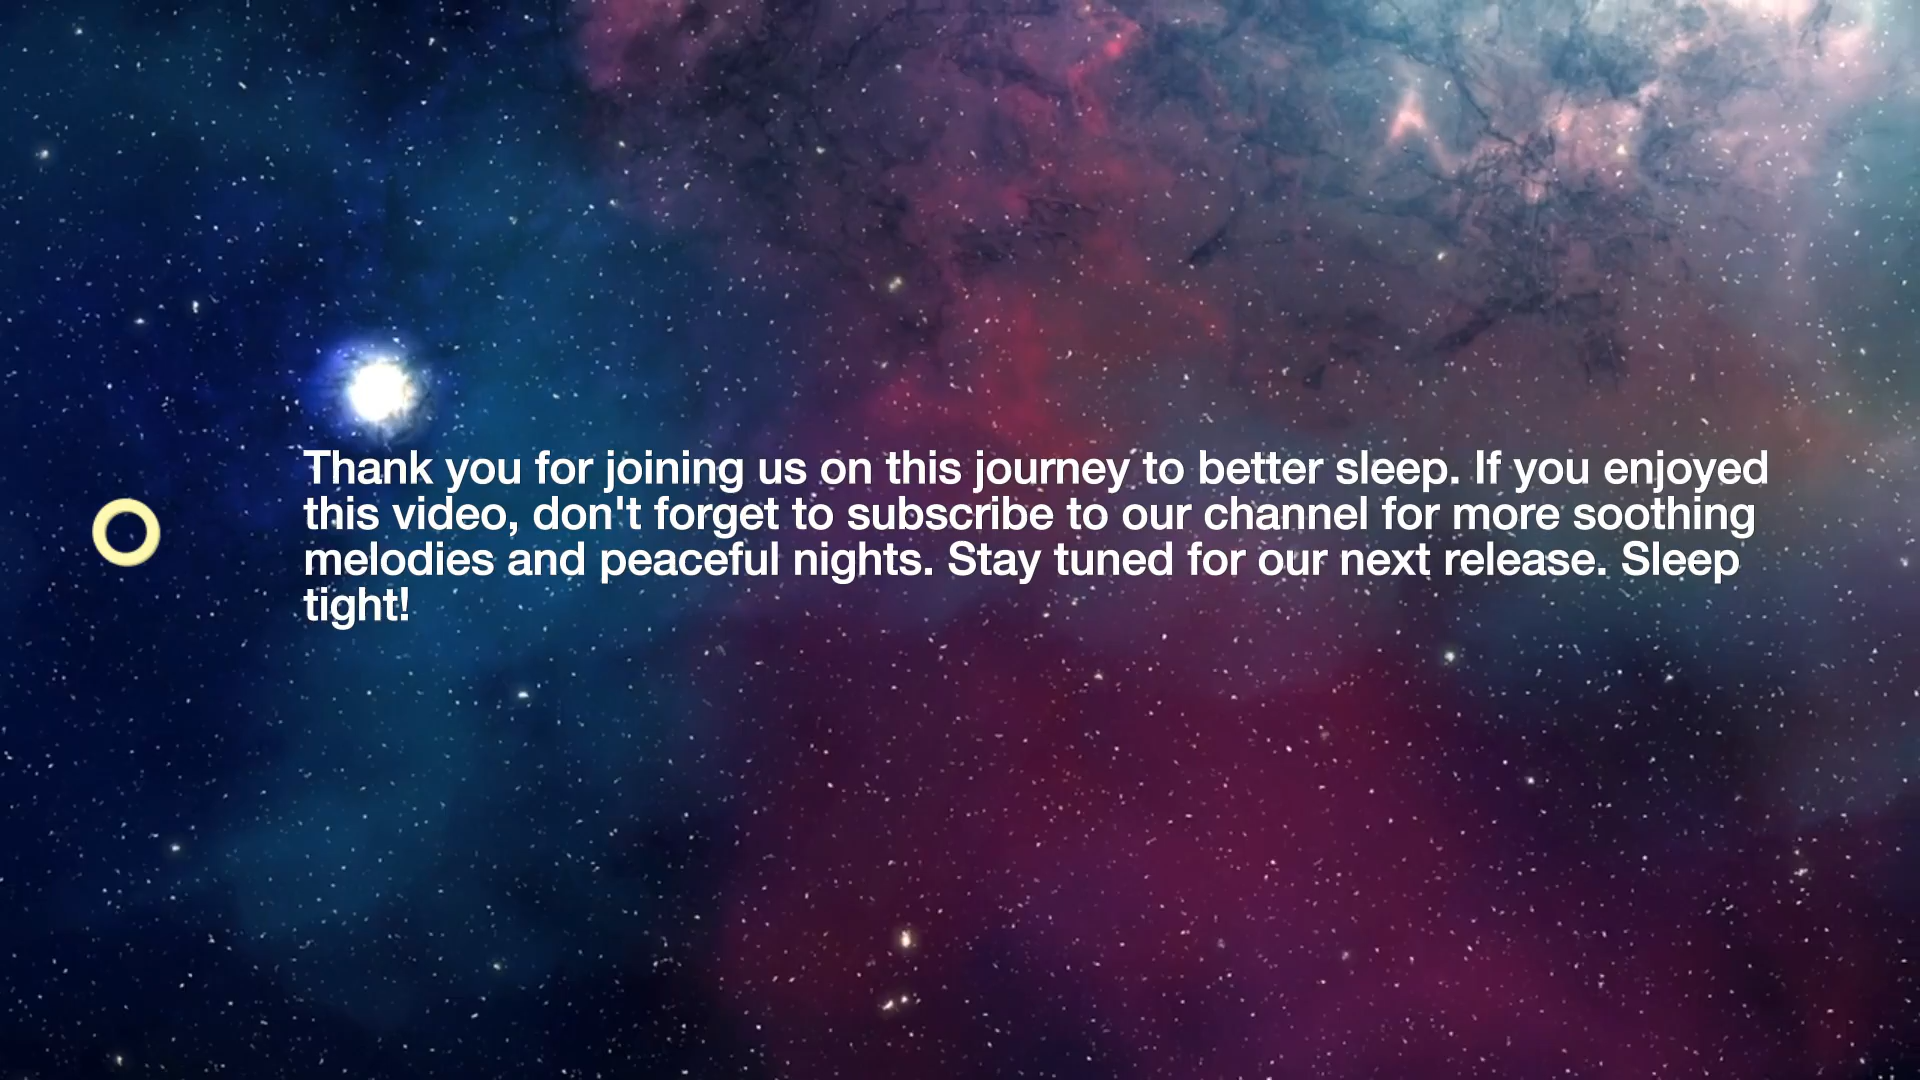 Thank you for joining us on this journey to better sleep. If you enjoyed
this video, don't forget to subscribe to our channel for more soothing
melodies and peaceful nights. Stay tuned for our next release. Sleep
tight!